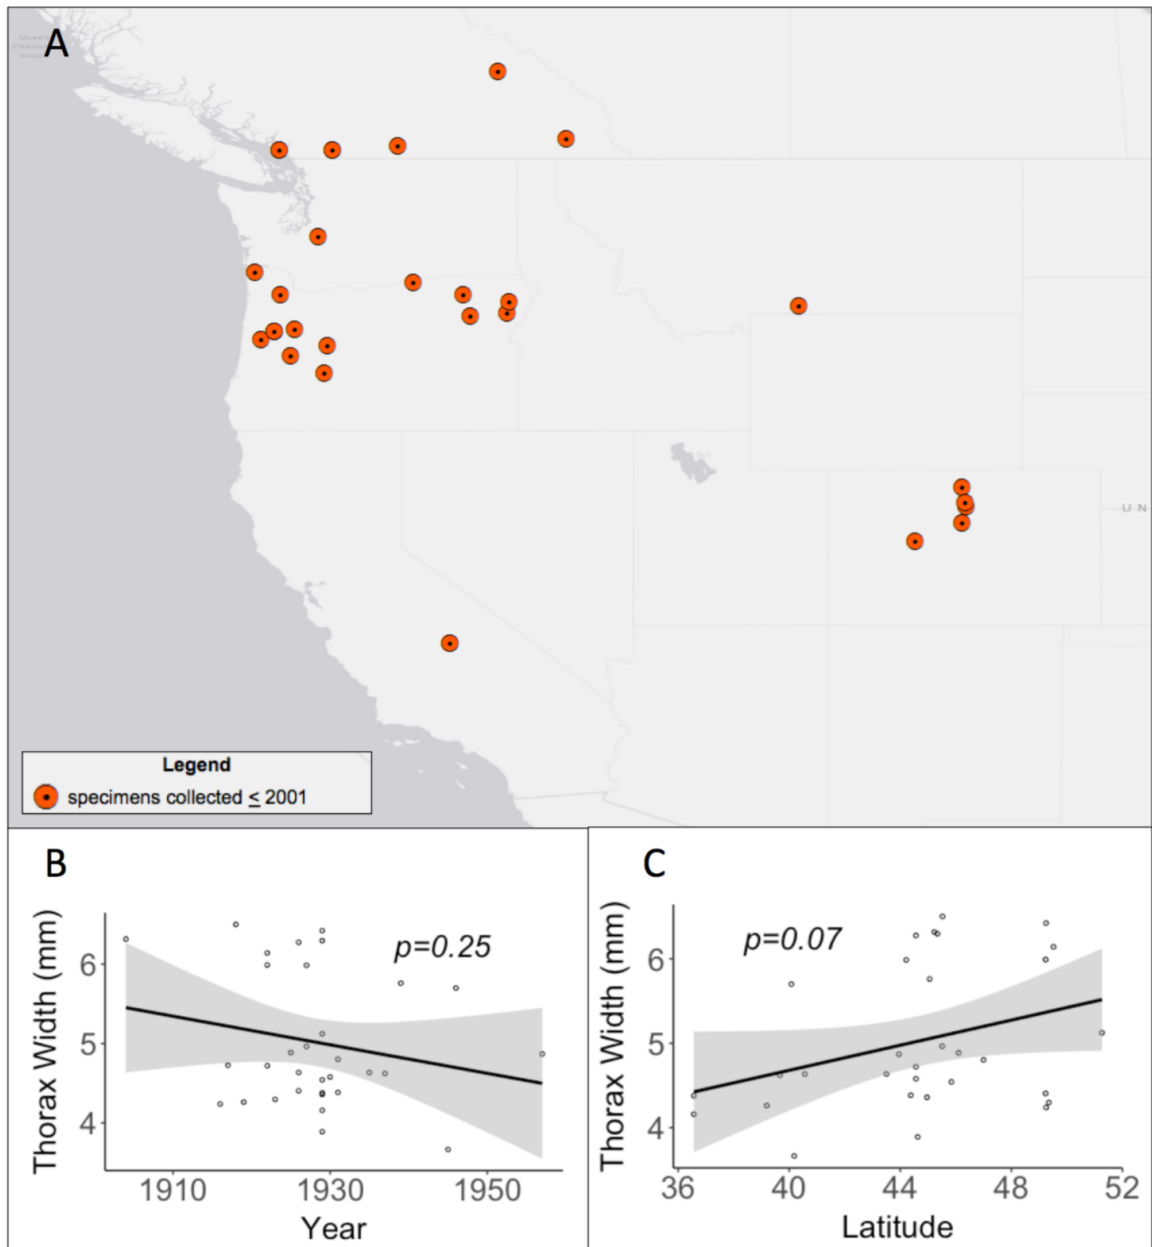 A
Queen
U N
Legend
specimens collected ≤ 2001
B
p=0.25
Thorax Width (mm)
6
5
4
1910 1930 1950
Year
C
p=0.07
Thorax Width (mm)
6
5
4
36 40 44 48 52
Latitude